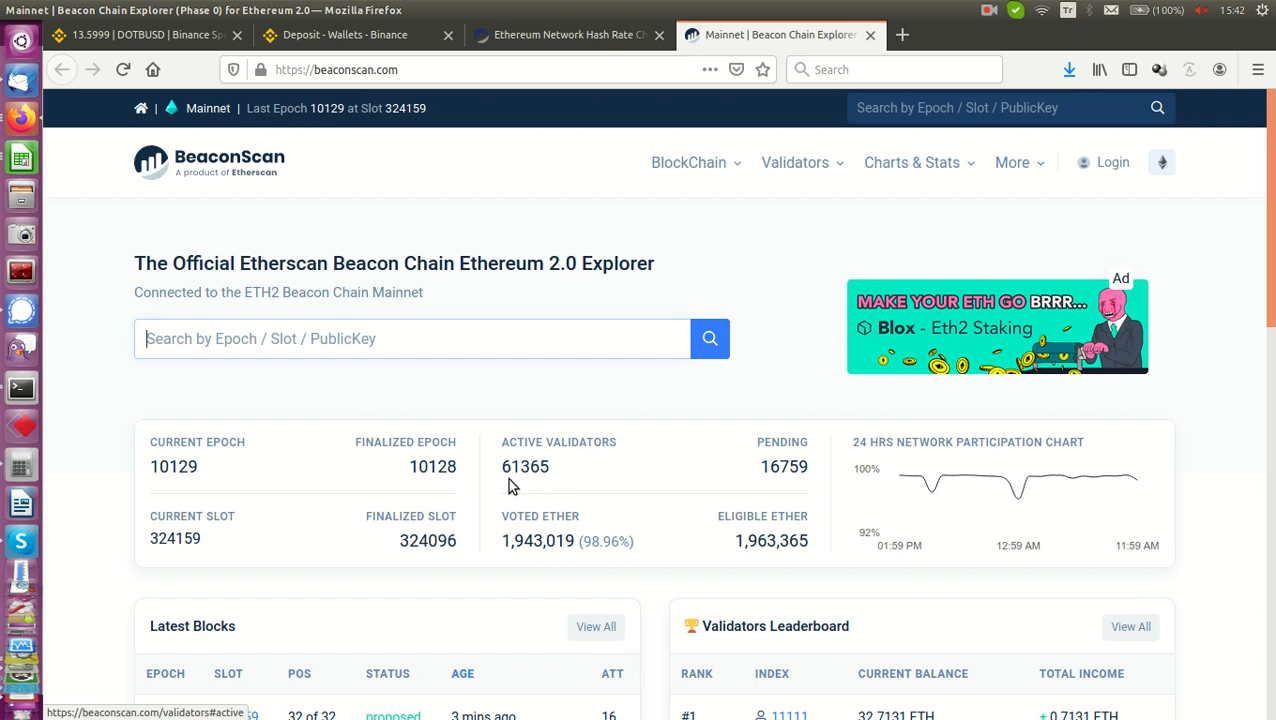 Mainnet | Beacon Chain Explorer (Phase 0) for Ethereum 2.0 — Mozilla Firefox
Tr
(100%)
15:42
13.5999 | DOTBUSD | Binance Sp
Deposit - Wallets - Binance
Ethereum Network Hash Rate C
Mainnet | Beacon Chain Explorer
https://beaconscan.com
Search
Mainnet | Last Epoch 10129 at Slot 324159
Search by Epoch / Slot / PublicKey
BeaconScan
A product of Etherscan
BlockChain
Validators
Charts & Stats
More
Login
The Official Etherscan Beacon Chain Ethereum 2.0 Explorer
Connected to the ETH2 Beacon Chain Mainnet
Search by Epoch / Slot / PublicKey
Ad
MAKE YOUR ETH GO BRRR...
Blox - Eth2 Staking
CURRENT EPOCH
FINALIZED EPOCH
10129
10128
CURRENT SLOT
FINALIZED SLOT
324159
324096
ACTIVE VALIDATORS
PENDING
61365
16759
VOTED ETHER
ELIGIBLE ETHER
1,943,019 (98.96%)
1,963,365
24 HRS NETWORK PARTICIPATION CHART
100%
92%
01:59 PM
12:59 AM
11:59 AM
Latest Blocks
View All
EPOCH SLOT POS STATUS AGE ATT
32 of 32 proposed 3 mins ago 16
Validators Leaderboard
View All
RANK INDEX CURRENT BALANCE TOTAL INCOME
#1 11111 32.7131 ETH + 0.7131 ETH
https://beaconscan.com/validators#active